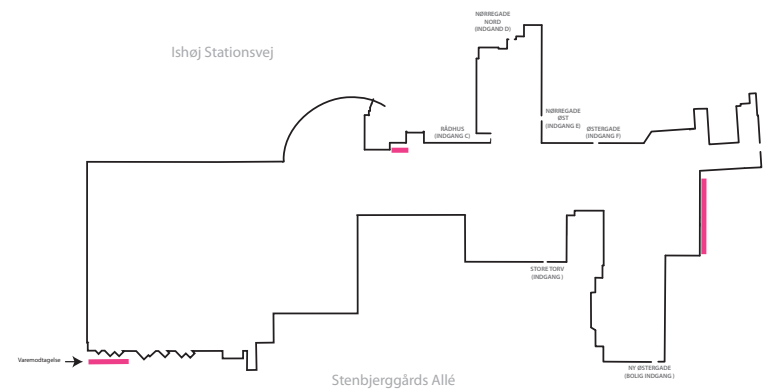 NØRREGADE
NORD
(INDGAND D)
Ishøj Stationsvej
NØRREGADE
ØST
(INDGANG E)
RÅDHUS
(INDGANG C)
ØSTERGADE
(INDGANG F)
STORE TORV
(INDGANG )
Varemodtagelse
NY ØSTERGADE
(BOLIG INDGANG )
Stenbjerggårds Allé